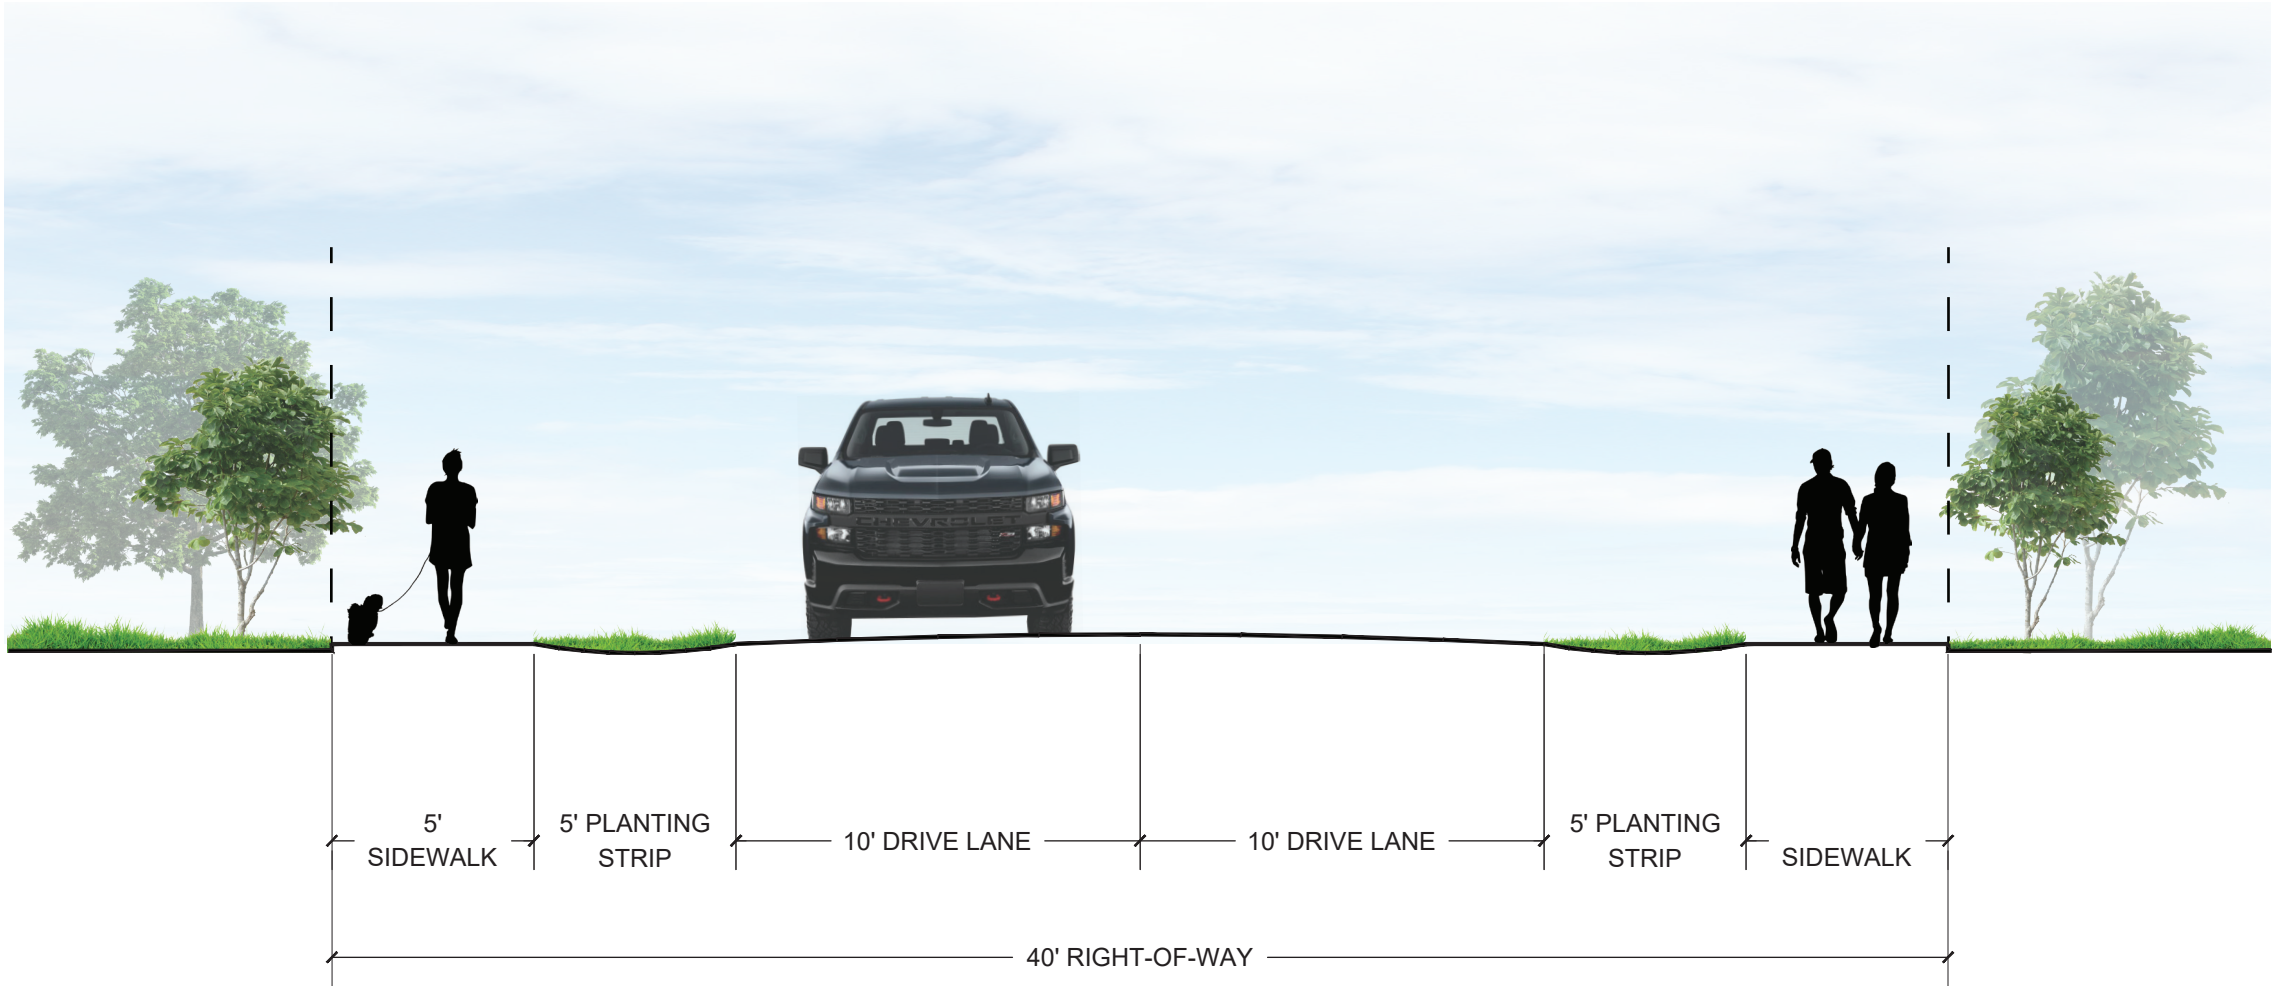 CHEVROLET
5'
SIDEWALK
5' PLANTING
STRIP
10' DRIVE LANE
10' DRIVE LANE
5' PLANTING
STRIP
SIDEWALK
40' RIGHT-OF-WAY